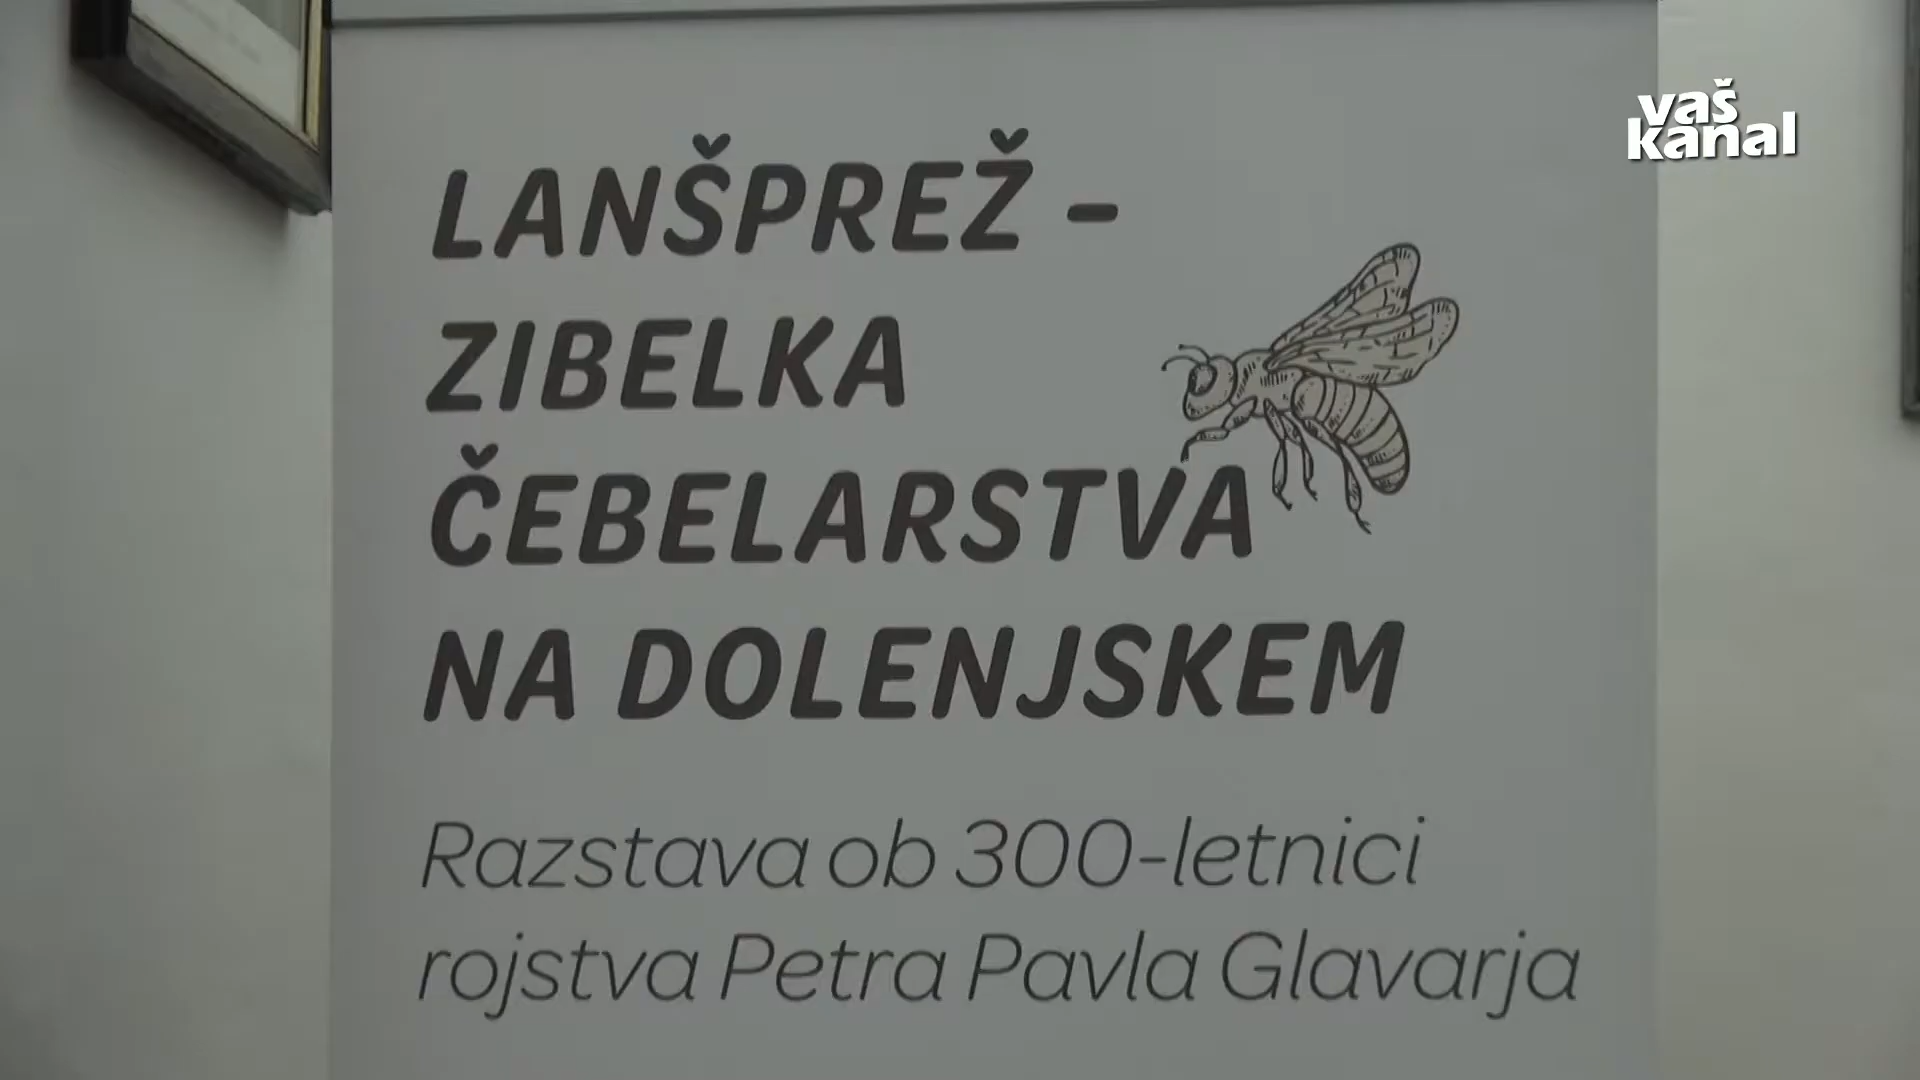 vaš
kanal
LANŠPREŽ -
ZIBELKA
ČEBELARSTVA
NA DOLENJSKEM
Razstava ob 300-letnici
rojstva Petra Pavla Glavarja